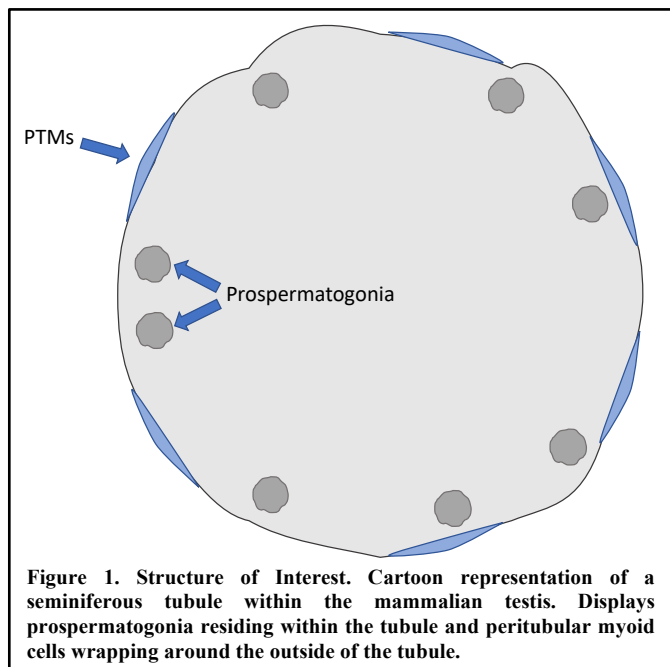 PTMs
Prospermatogonia
Figure 1. Structure of Interest. Cartoon representation of a
seminiferous tubule within the mammalian testis. Displays
prospermatogonia residing within the tubule and peritubular myoid
cells wrapping around the outside of the tubule.